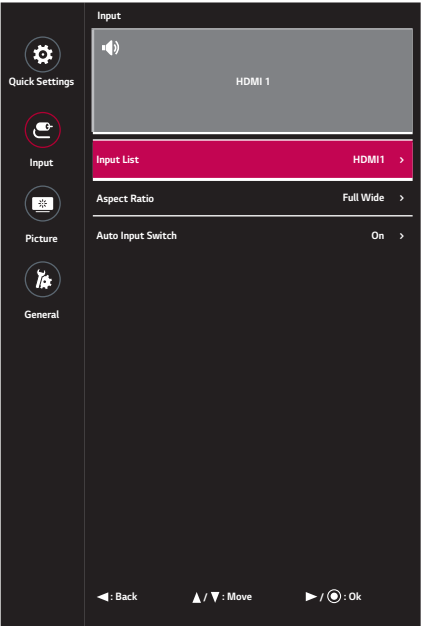 Input
Quick Settings
HDMI 1
Input
Input List HDMI1 >
Aspect Ratio Full Wide >
Auto Input Switch On >
Picture
General
◄: Back ▲/▼: Move ►/◉: Ok